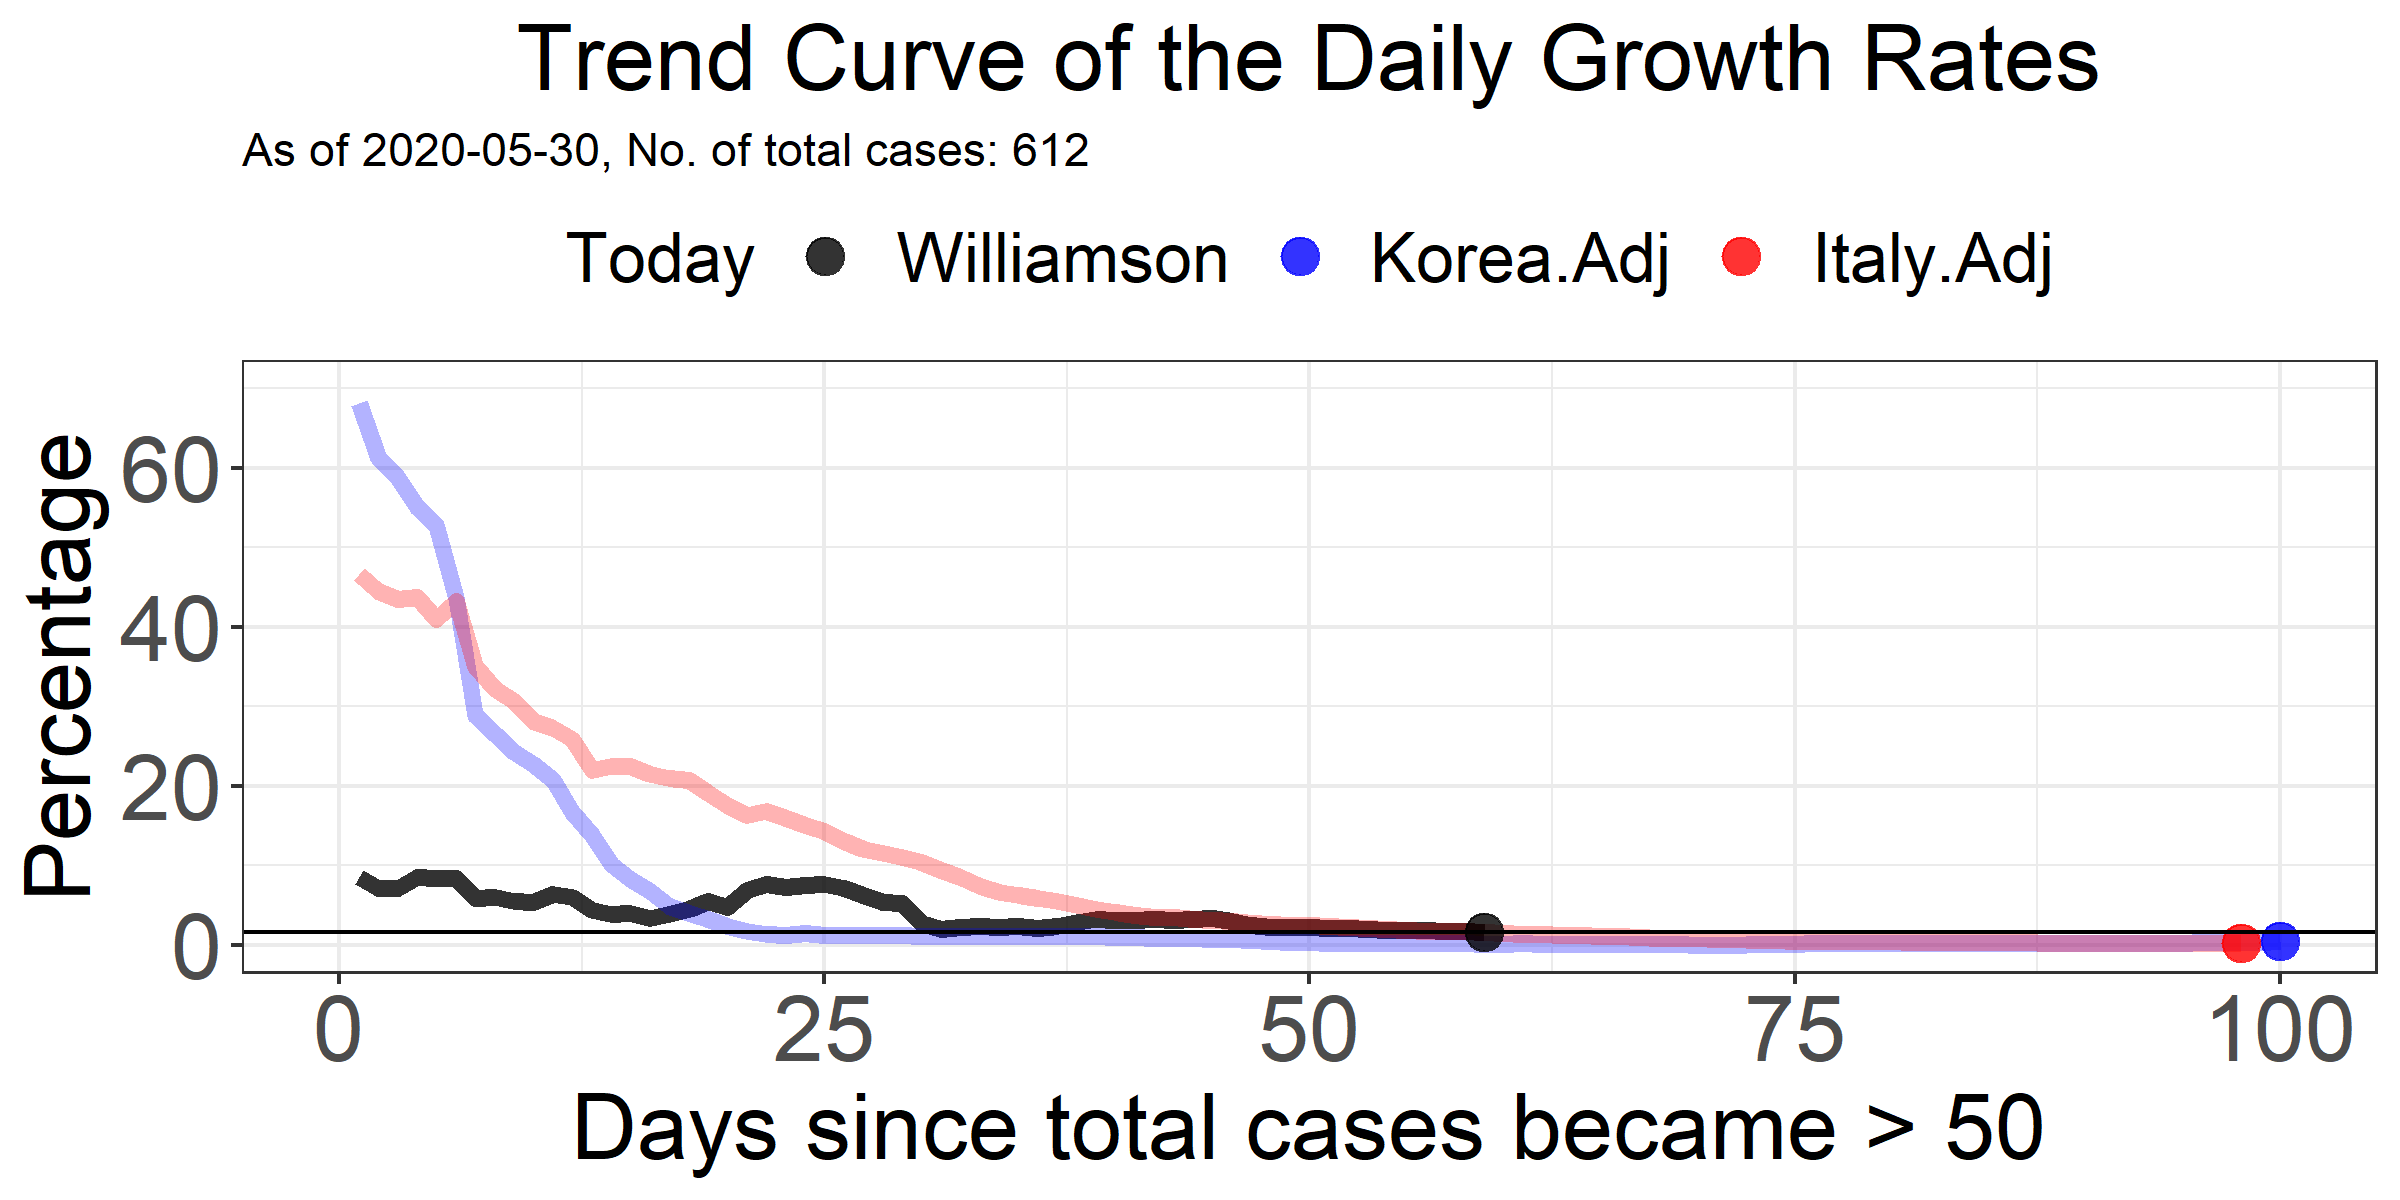 Trend Curve of the Daily Growth Rates
As of 2020-05-30, No. of total cases: 612
Today Williamson Korea.Adj Italy.Adj
Percentage
60
40
20
0
0 25 50 75 100
Days since total cases became > 50